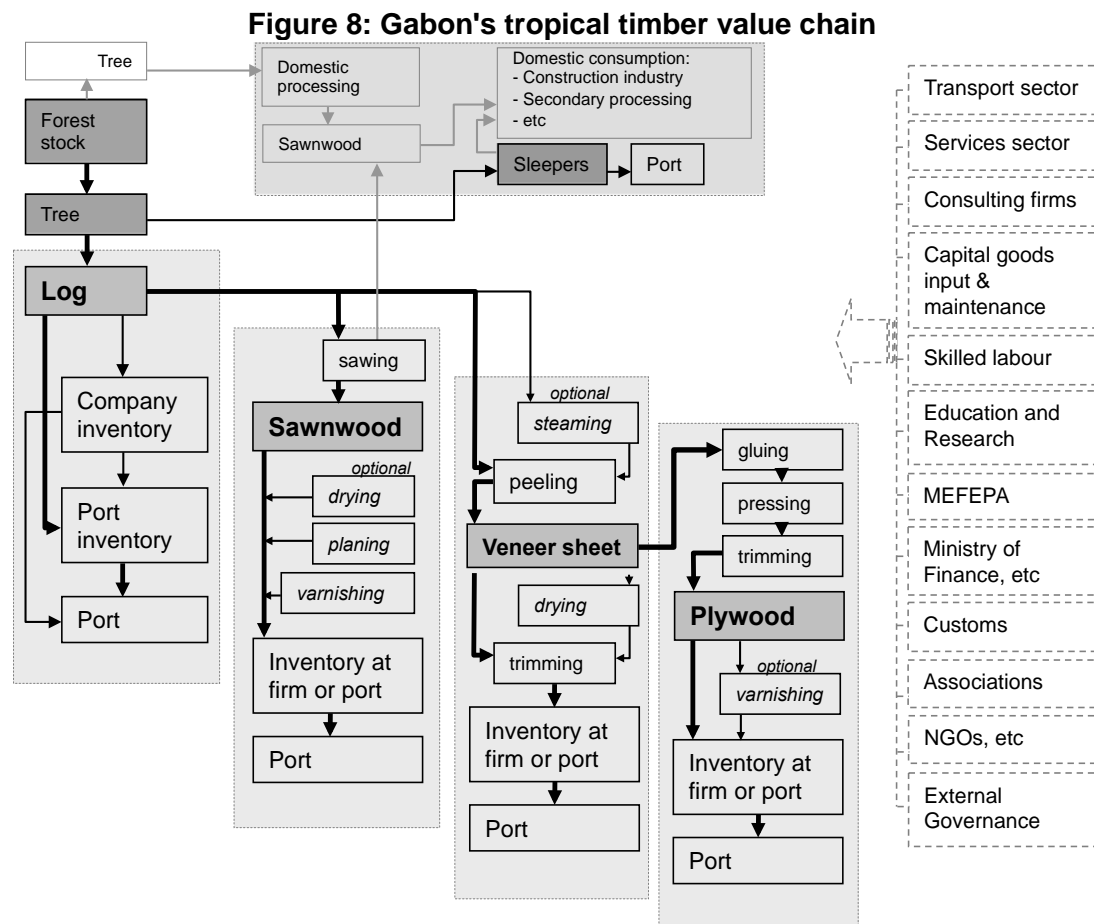 Figure 8: Gabon's tropical timber value chain
Tree
Forest
stock
Tree
Domestic
processing
Sawnwood
Domestic consumption:
- Construction industry
- Secondary processing
- etc
Sleepers
Port
Log
Company
inventory
Port
inventory
Port
sawing
Sawnwood
optional
drying
planing
varnishing
Inventory at
firm or port
Port
optional
steaming
peeling
Veneer sheet
drying
trimming
Inventory at
firm or port
Port
gluing
pressing
trimming
Plywood
optional
varnishing
Inventory at
firm or port
Port
Transport sector
Services sector
Consulting firms
Capital goods
input &
maintenance
Skilled labour
Education and
Research
MEFEPA
Ministry of
Finance, etc
Customs
Associations
NGOs, etc
External
Governance